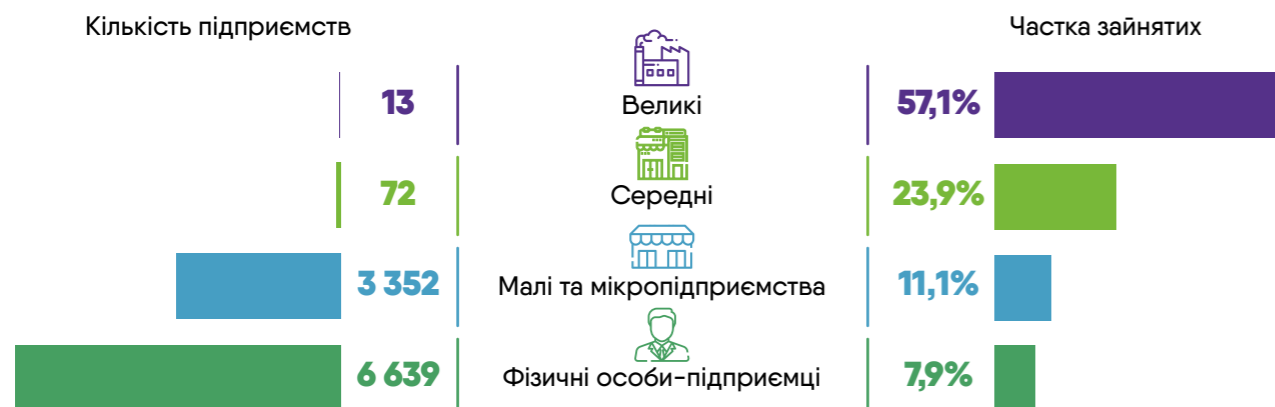 Кількість підприємств
Частка зайнятих
13
Великі
57,1%
72
Середні
23,9%
3 352
Малі та мікропідприємства
11,1%
6 639
Фізичні особи-підприємці
7,9%